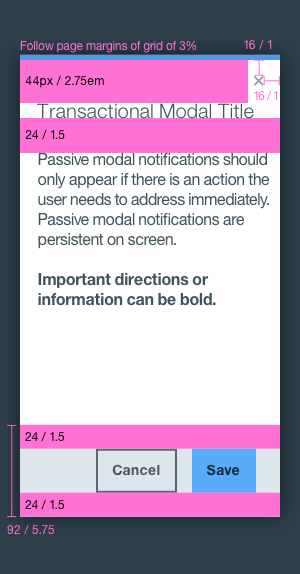 Follow page margins of grid of 3%
16 / 1
44px / 2.75em
16 / 1
Transactional Modal Title
24 / 1.5
Passive modal notifications should
only appear if there is an action the
user needs to address immediately.
Passive modal notifications are
persistent on screen.
Important directions or
information can be bold.
24 / 1.5
Cancel
Save
24 / 1.5
92 / 5.75